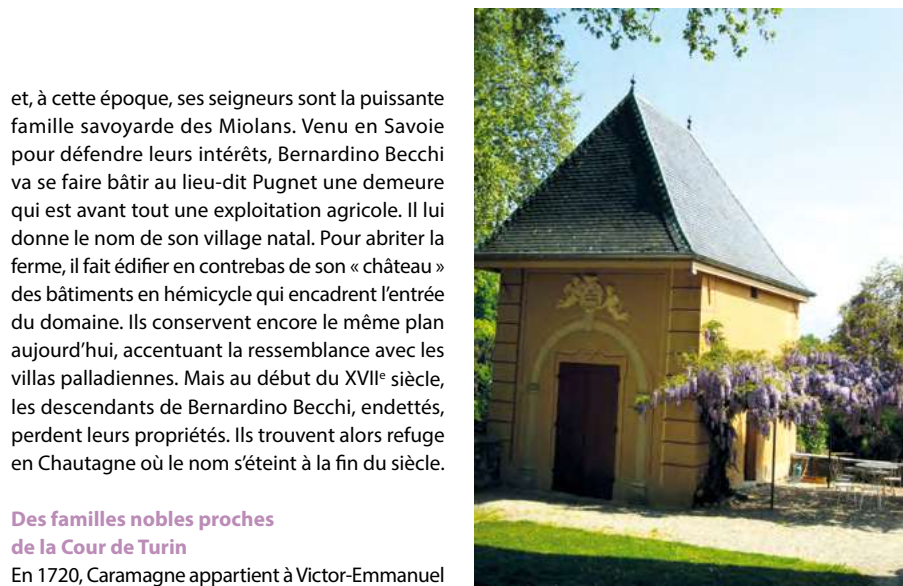 et, à cette époque, ses seigneurs sont la puissante
famille savoyarde des Miolans. Venu en Savoie
pour défendre leurs intérêts, Bernardino Becchi
va se faire bâtir au lieu-dit Pugnet une demeure
qui est avant tout une exploitation agricole. Il lui
donne le nom de son village natal. Pour abriter la
ferme, il fait édifier en contrebas de son « château »
des bâtiments en hémicycle qui encadrent l’entrée
du domaine. Ils conservent encore le même plan
aujourd’hui, accentuant la ressemblance avec les
villas palladiennes. Mais au début du XVIIᵉ siècle,
les descendants de Bernardino Becchi, endettés,
perdent leurs propriétés. Ils trouvent alors refuge
en Chautagne où le nom s’éteint à la fin du siècle.
Des familles nobles proches
de la Cour de Turin
En 1720, Caramagne appartient à Victor-Emmanuel